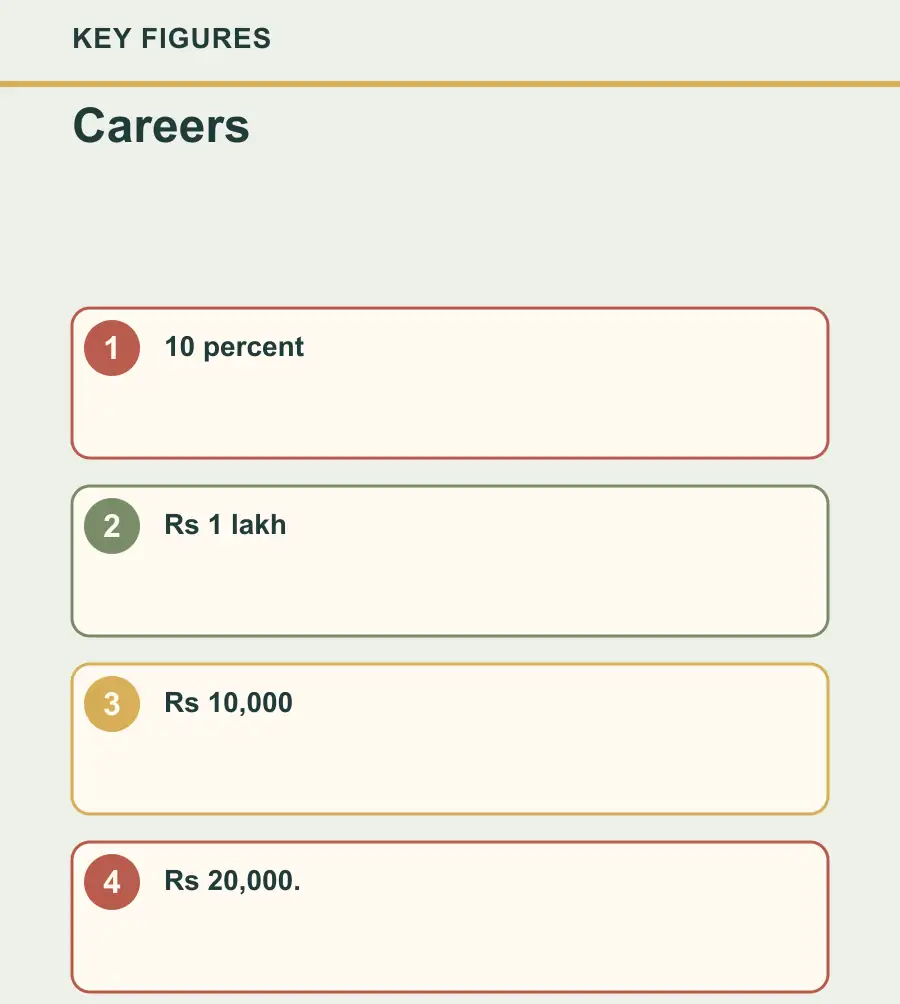 KEY FIGURES
Careers
1 10 percent
2 Rs 1 lakh
3 Rs 10,000
4 Rs 20,000.